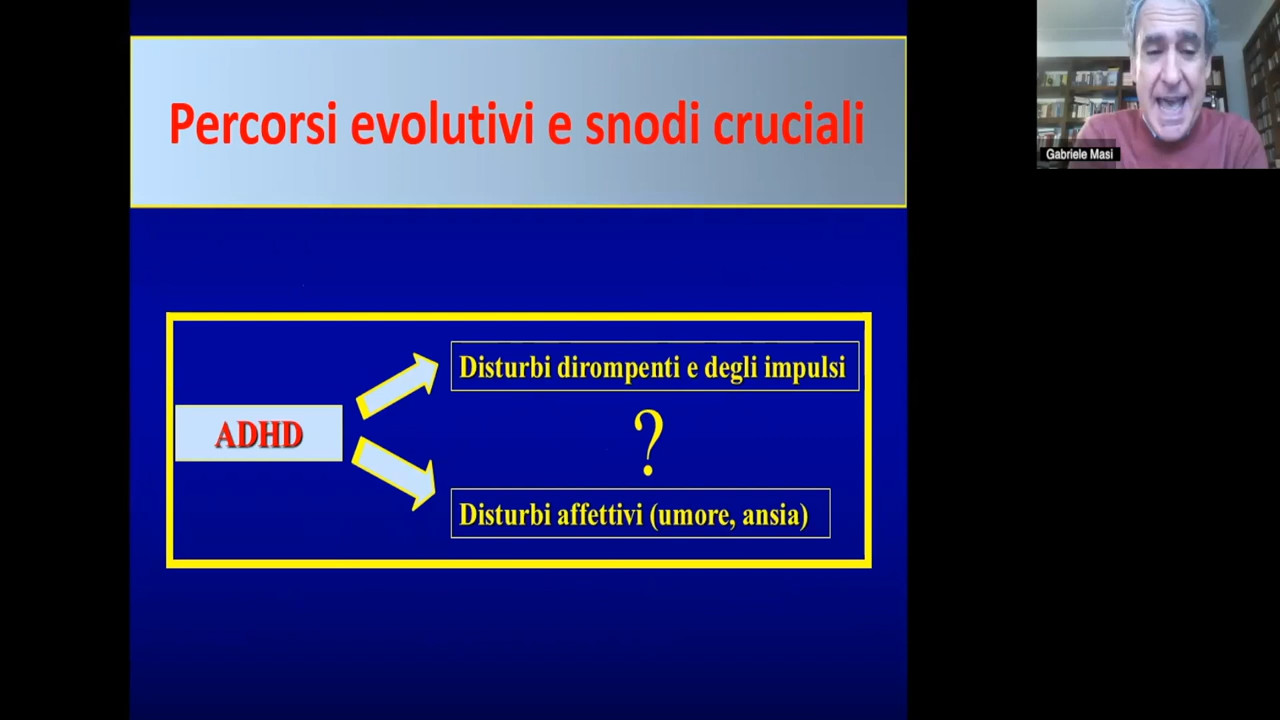 Percorsi evolutivi e snodi cruciali
Gabriele Masi
Disturbi dirompenti e degli impulsi
ADHD
?
Disturbi affettivi (umore, ansia)